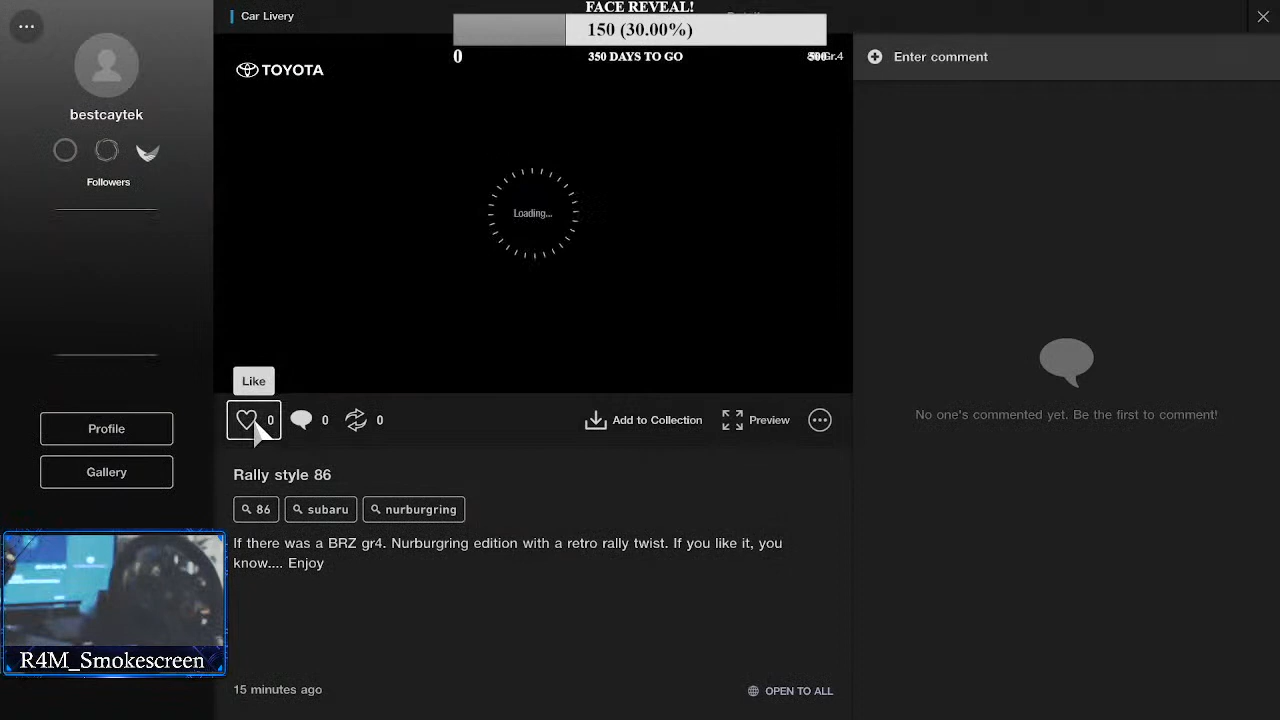 Car Livery
FACE REVEAL!
150 (30.00%)
0
350 DAYS TO GO
500
TOYOTA
Enter comment
bestcaytek
Followers
Loading...
No one's commented yet. Be the first to comment!
Like
0
0
0
Add to Collection
Preview
Profile
Gallery
Rally style 86
86
subaru
nurburgring
If there was a BRZ gr4. Nurburgring edition with a retro rally twist. If you like it, you
know.... Enjoy
R4M_Smokescreen
15 minutes ago
OPEN TO ALL